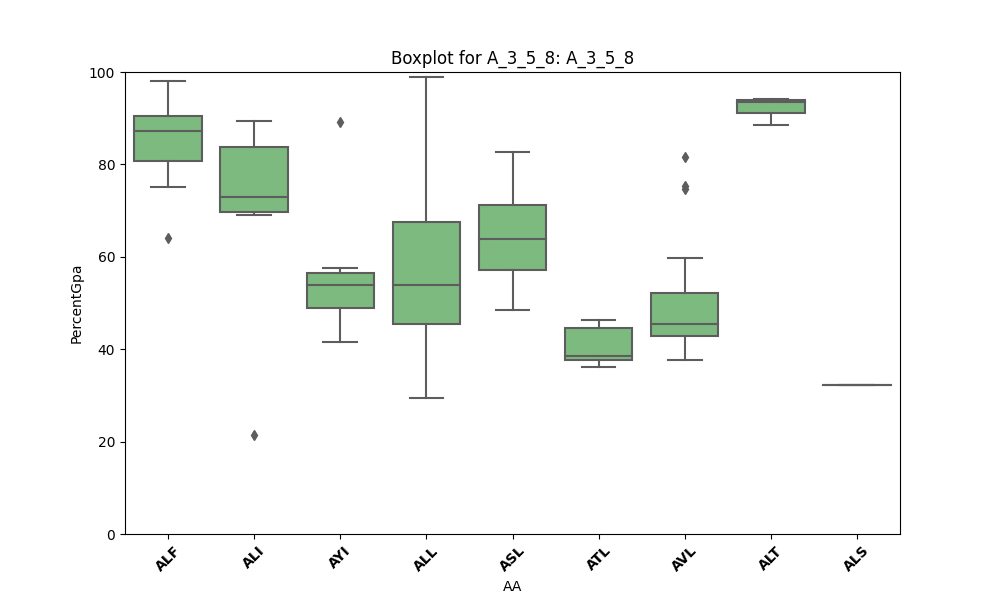 Boxplot for A_3_5_8: A_3_5_8
100
80
60
40
20
0
PercentGpa
ALF
ALI
AYI
ALL
ASL
ATL
AVL
ALT
ALS
AA